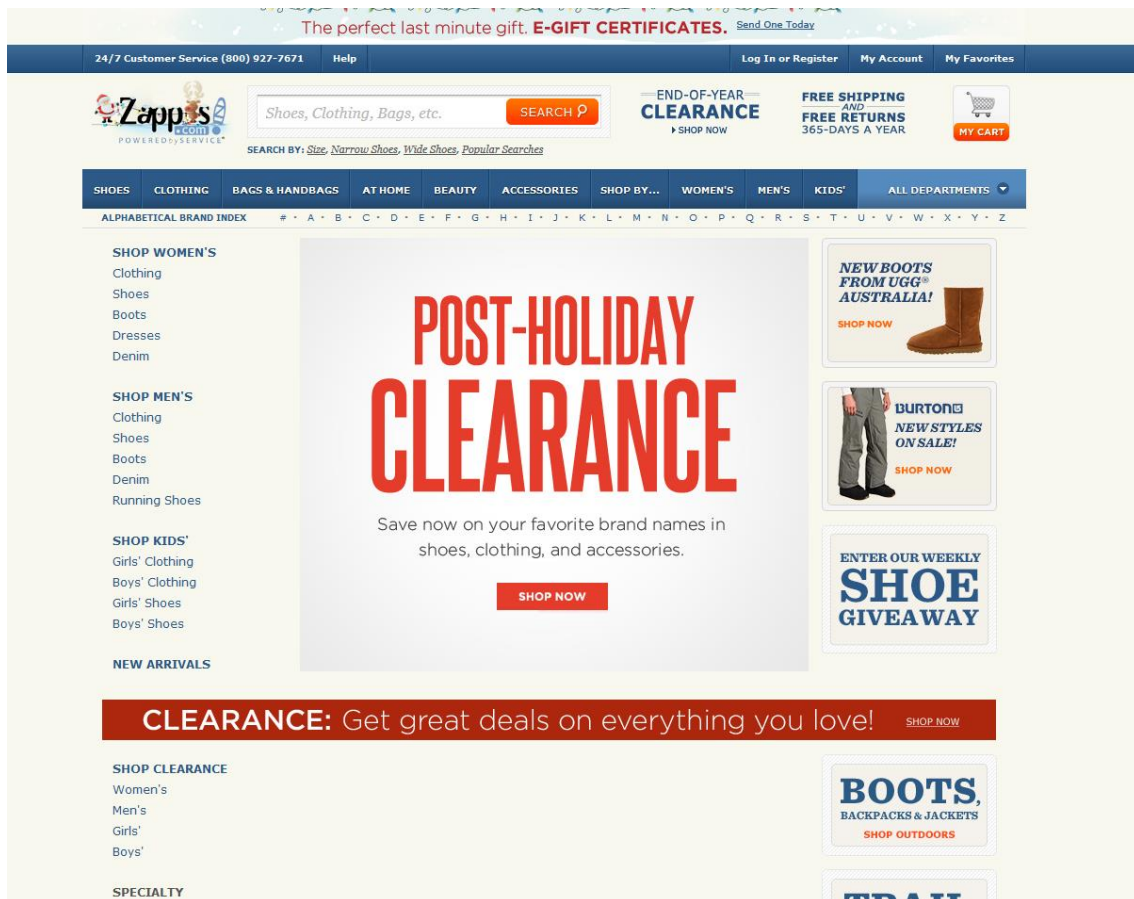 The perfect last minute gift. E-GIFT CERTIFICATES. Send One Today
24/7 Customer Service (800) 927-7671 Help Log In or Register My Account My Favorites
Zappos .com
POWERED by SERVICE
Shoes, Clothing, Bags, etc. SEARCH
SEARCH BY: Size, Narrow Shoes, Wide Shoes, Popular Searches
END-OF-YEAR
CLEARANCE
SHOP NOW
FREE SHIPPING
AND
FREE RETURNS
365-DAYS A YEAR
MY CART
SHOES CLOTHING BAGS & HANDBAGS AT HOME BEAUTY ACCESSORIES SHOP BY... WOMEN'S MEN'S KIDS' ALL DEPARTMENTS
ALPHABETICAL BRAND INDEX # • A • B • C • D • E • F • G • H • I • J • K • L • M • N • O • P • Q • R • S • T • U • V • W • X • Y • Z
SHOP WOMEN'S
Clothing
Shoes
Boots
Dresses
Denim
SHOP MEN'S
Clothing
Shoes
Boots
Denim
Running Shoes
SHOP KIDS'
Girls' Clothing
Boys' Clothing
Girls' Shoes
Boys' Shoes
NEW ARRIVALS
POST-HOLIDAY
CLEARANCE
Save now on your favorite brand names in
shoes, clothing, and accessories.
SHOP NOW
NEW BOOTS
FROM UGG®
AUSTRALIA!
SHOP NOW
BURTON
NEW STYLES
ON SALE!
SHOP NOW
ENTER OUR WEEKLY
SHOE
GIVEAWAY
CLEARANCE: Get great deals on everything you love! SHOP NOW
SHOP CLEARANCE
Women's
Men's
Girls'
Boys'
SPECIALTY
BOOTS,
BACKPACKS & JACKETS
SHOP OUTDOORS